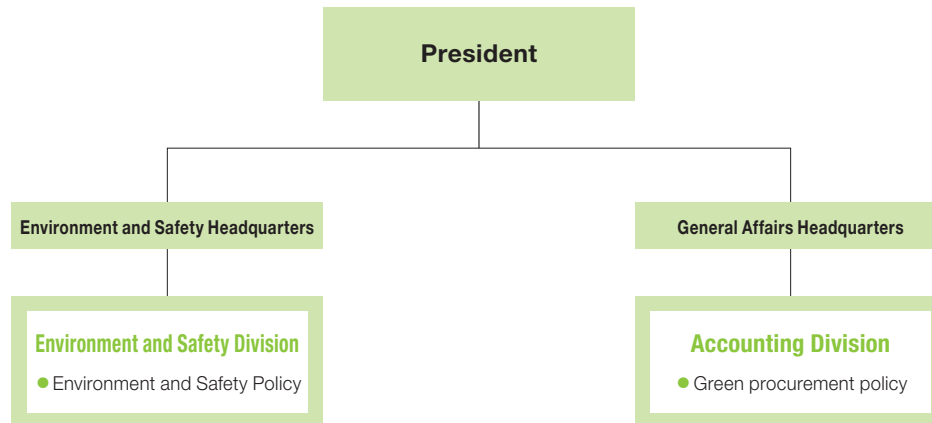 President
Environment and Safety Headquarters
General Affairs Headquarters
Environment and Safety Division
● Environment and Safety Policy
Accounting Division
● Green procurement policy